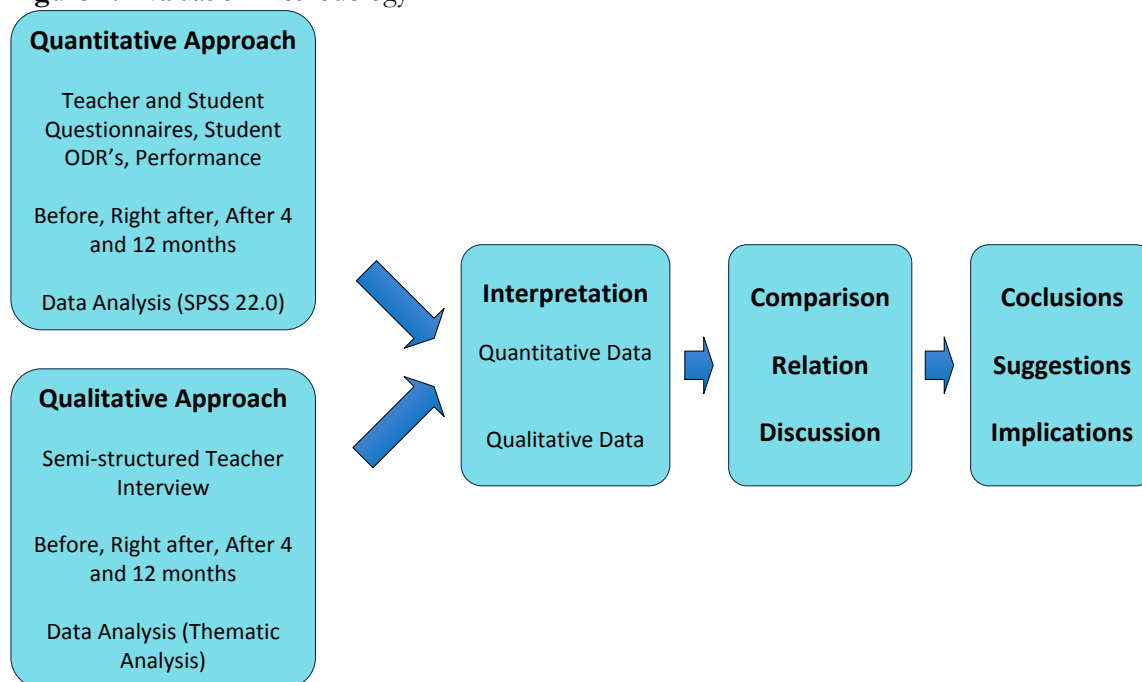 Quantitative Approach
Teacher and Student
Questionnaires, Student
ODR's, Performance
Before, Right after, After 4
and 12 months
Data Analysis (SPSS 22.0)
Qualitative Approach
Semi-structured Teacher
Interview
Before, Right after, After 4
and 12 months
Data Analysis (Thematic
Analysis)
Interpretation
Quantitative Data
Qualitative Data
Comparison
Relation
Discussion
Coclusions
Suggestions
Implications